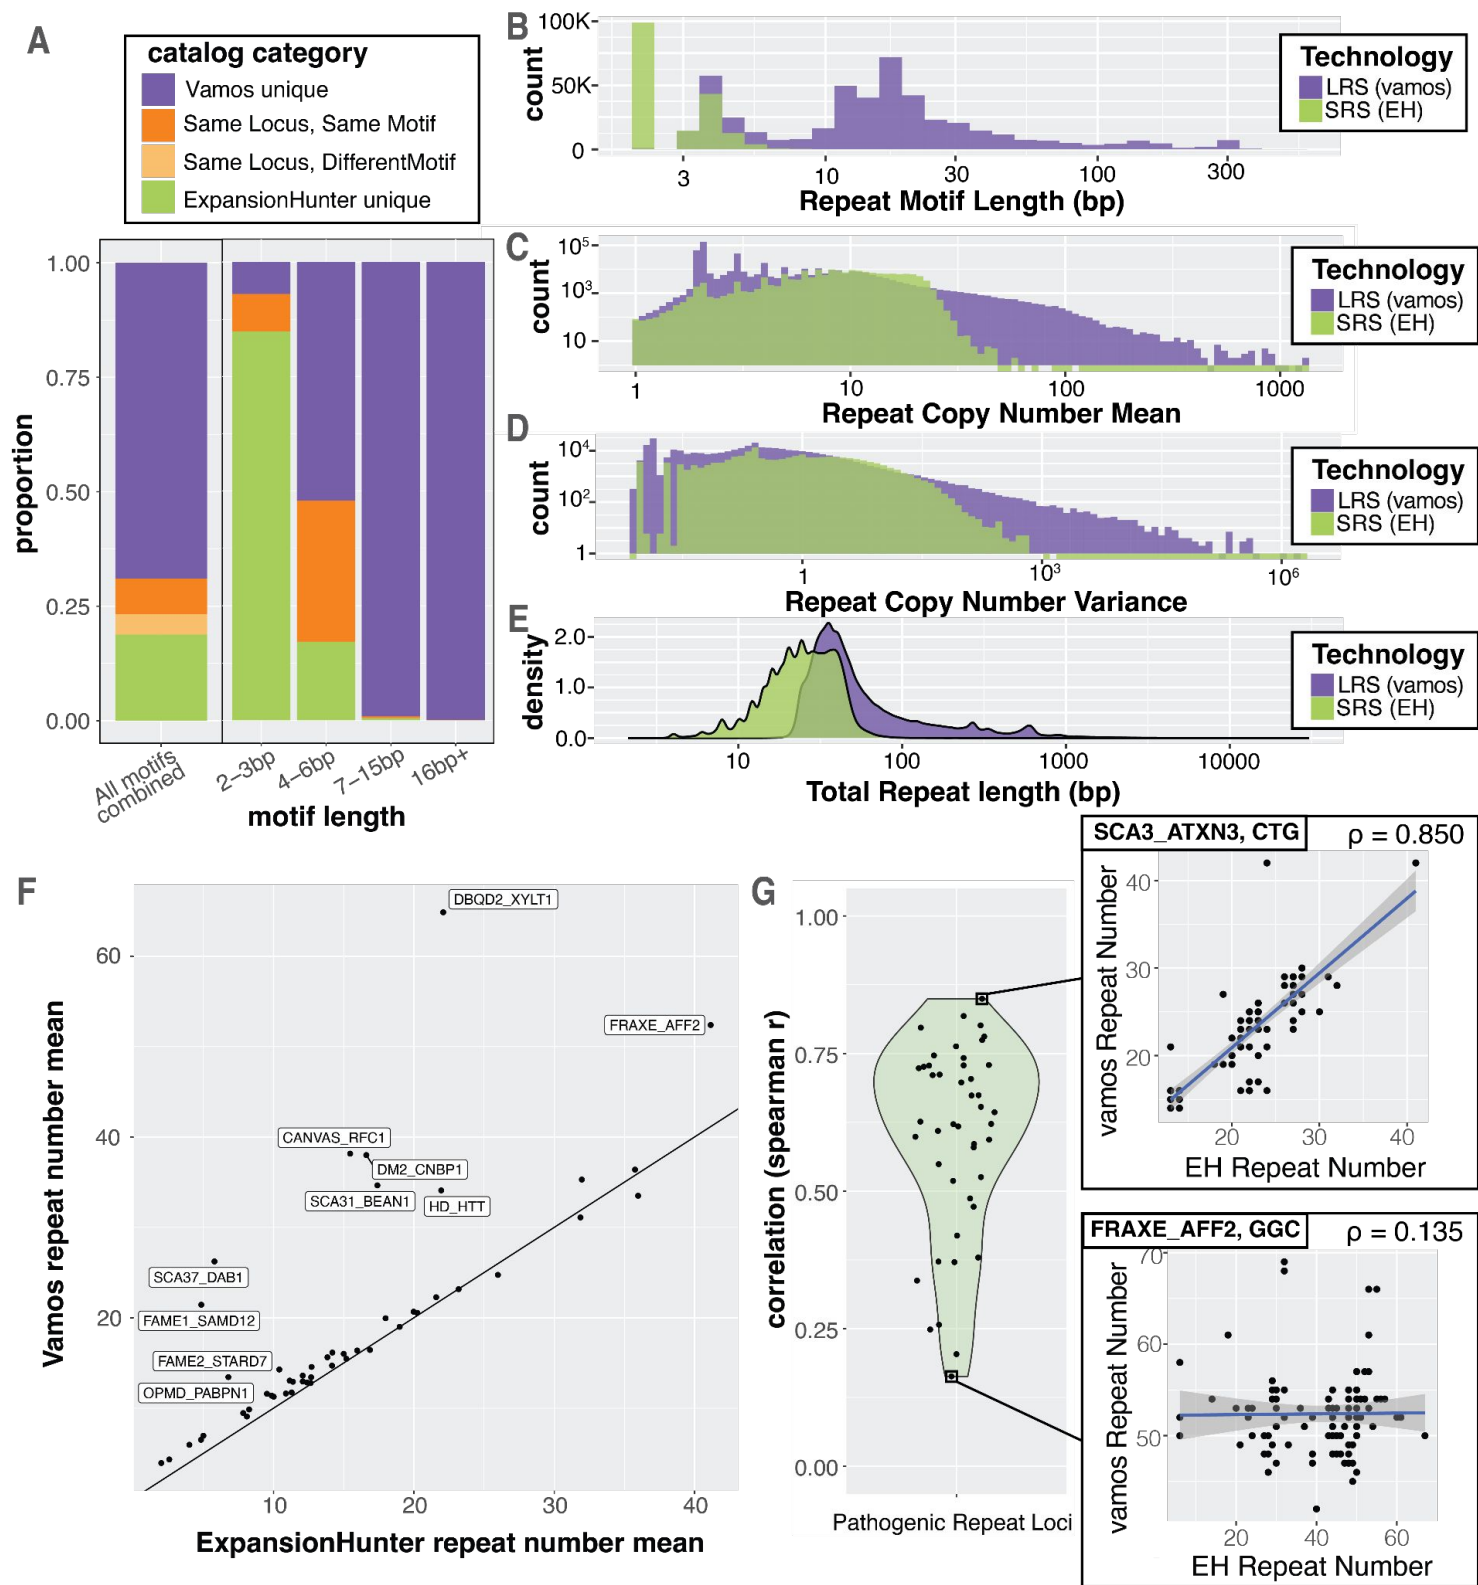 A
catalog category
Vamos unique
Same Locus, Same Motif
Same Locus, DifferentMotif
ExpansionHunter unique
proportion
1.00
0.75
0.50
0.25
0.00
All motifs
combined
2–3bp
4–6bp
7–15bp
16bp+
motif length
B
count
100K
50K
0
3
10
30
100
300
Repeat Motif Length (bp)
Technology
LRS (vamos)
SRS (EH)
C
count
10⁵
10³
10
1
10
100
1000
Repeat Copy Number Mean
Technology
LRS (vamos)
SRS (EH)
D
count
10⁴
10²
1
1
10³
10⁶
Repeat Copy Number Variance
Technology
LRS (vamos)
SRS (EH)
E
density
2.0
1.0
0.0
10
100
1000
10000
Total Repeat length (bp)
Technology
LRS (vamos)
SRS (EH)
F
Vamos repeat number mean
60
40
20
DBQD2_XYLT1
FRAXE_AFF2
CANVAS_RFC1
DM2_CNBP1
SCA31_BEAN1
HD_HTT
SCA37_DAB1
FAME1_SAMD12
FAME2_STARD7
OPMD_PABPN1
10
20
30
40
ExpansionHunter repeat number mean
G
correlation (spearman r)
1.00
0.75
0.50
0.25
0.00
Pathogenic Repeat Loci
SCA3_ATXN3, CTG
ρ = 0.850
vamos Repeat Number
40
30
20
20
30
40
EH Repeat Number
FRAXE_AFF2, GGC
ρ = 0.135
vamos Repeat Number
70
60
50
20
40
60
EH Repeat Number